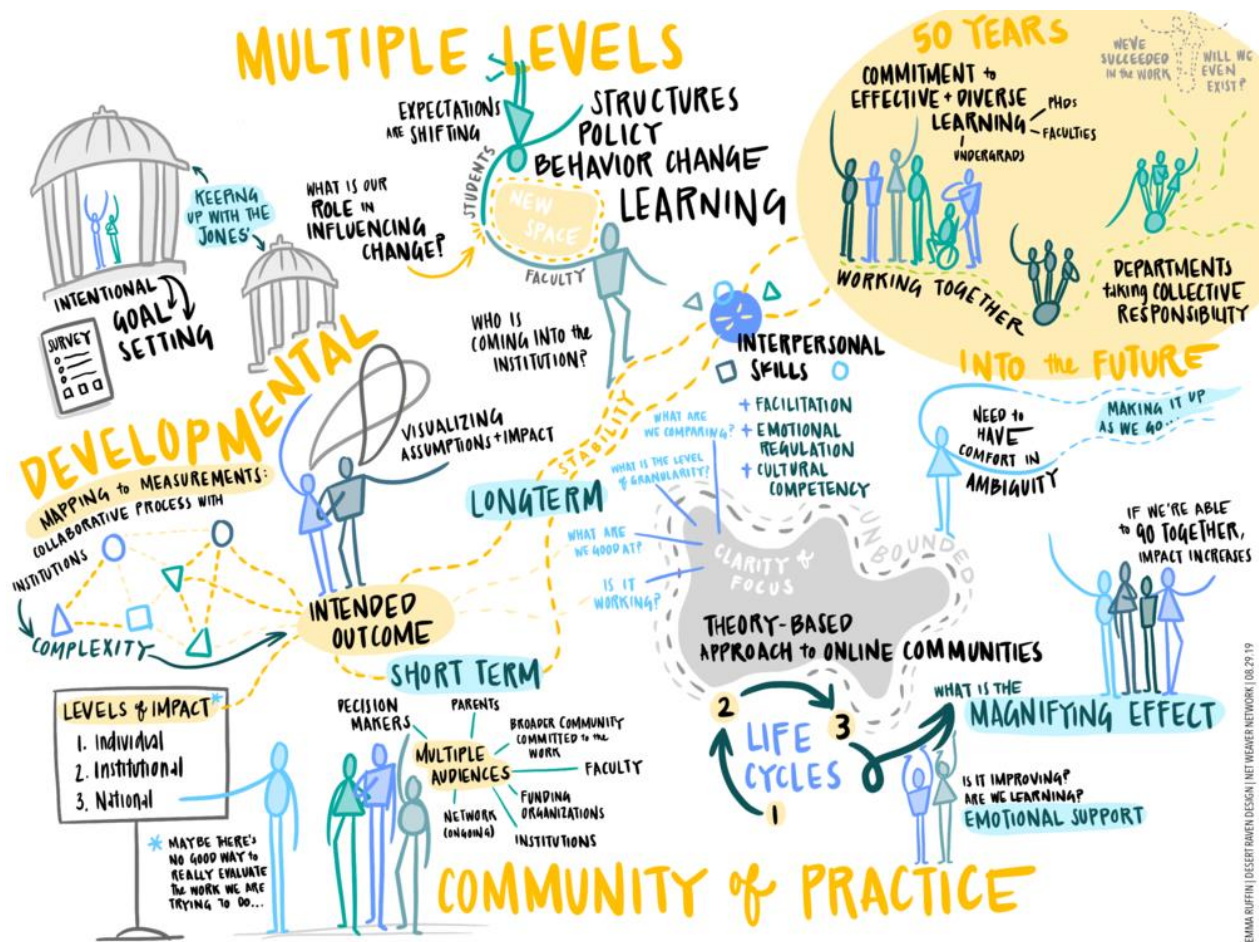 MULTIPLE LEVELS
EXPECTATIONS
ARE SHIFTING
STRUCTURES
POLICY
BEHAVIOR CHANGE
LEARNING
STUDENTS
NEW
SPACE
FACULTY
WHAT IS OUR
ROLE IN
INFLUENCING
CHANGE?
WHO IS
COMING INTO the
INSTITUTION?
KEEPING
UP WITH THE
JONES'
INTENTIONAL
GOAL
SETTING
SURVEY
50 YEARS
WE'VE
SUCCEEDED
IN the WORK
WILL WE
EVEN
EXIST?
COMMITMENT to
EFFECTIVE + DIVERSE
LEARNING
PHDs
FACULTIES
UNDERGRADS
WORKING TOGETHER
DEPARTMENTS
taking COLLECTIVE
RESPONSIBILITY
INTO the FUTURE
DEVELOPMENTAL
MAPPING to MEASUREMENTS:
COLLABORATIVE PROCESS WITH
INSTITUTIONS
COMPLEXITY
VISUALIZING
ASSUMPTIONS + IMPACT
INTENDED
OUTCOME
LONGTERM
STABILITY
SHORT TERM
INTERPERSONAL
SKILLS
+ FACILITATION
+ EMOTIONAL
REGULATION
+ CULTURAL
COMPETENCY
WHAT ARE
WE COMPARING?
WHAT IS THE LEVEL
of GRANULARITY?
WHAT ARE
WE GOOD AT?
IS IT
WORKING?
CLARITY of
FOCUS
UNBOUNDED
THEORY-BASED
APPROACH to ONLINE COMMUNITIES
NEED to
HAVE
COMFORT IN
AMBIGUITY
MAKING IT UP
AS WE GO...
IF WE'RE ABLE
to GO TOGETHER,
IMPACT INCREASES
LEVELS of IMPACT*
1. Individual
2. Institutional
3. National
* MAYBE THERE'S
NO GOOD WAY to
REALLY EVALUATE
the WORK WE ARE
TRYING TO DO...
DECISION
MAKERS
PARENTS
BROADER COMMUNITY
COMMITTED to the
WORK
MULTIPLE
AUDIENCES
FACULTY
FUNDING
ORGANIZATIONS
NETWORK
(ONGOING)
INSTITUTIONS
2
3
1
LIFE
CYCLES
WHAT IS THE
MAGNIFYING EFFECT
IS IT IMPROVING?
ARE WE LEARNING?
EMOTIONAL SUPPORT
COMMUNITY of PRACTICE
EMMA RUFFIN | DESERT RAVEN DESIGN | NET WEAVER NETWORK | 08.29.19